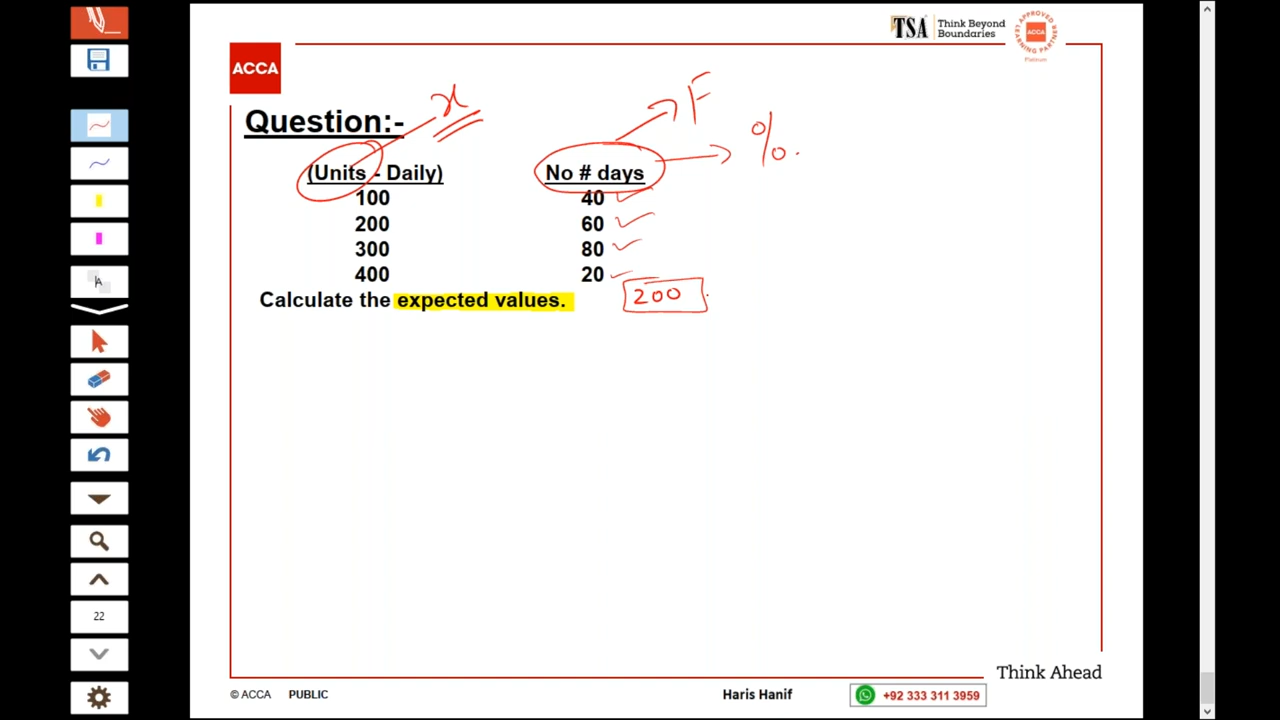 TSA Think Beyond Boundaries
APPROVED LEARNING PARTNER
ACCA
Platinum
ACCA
Question:-
x
F
%.
(Units - Daily) No # days
100 40
200 60
300 80
400 20
Calculate the expected values.
200
22
Think Ahead
© ACCA PUBLIC Haris Hanif +92 333 311 3959